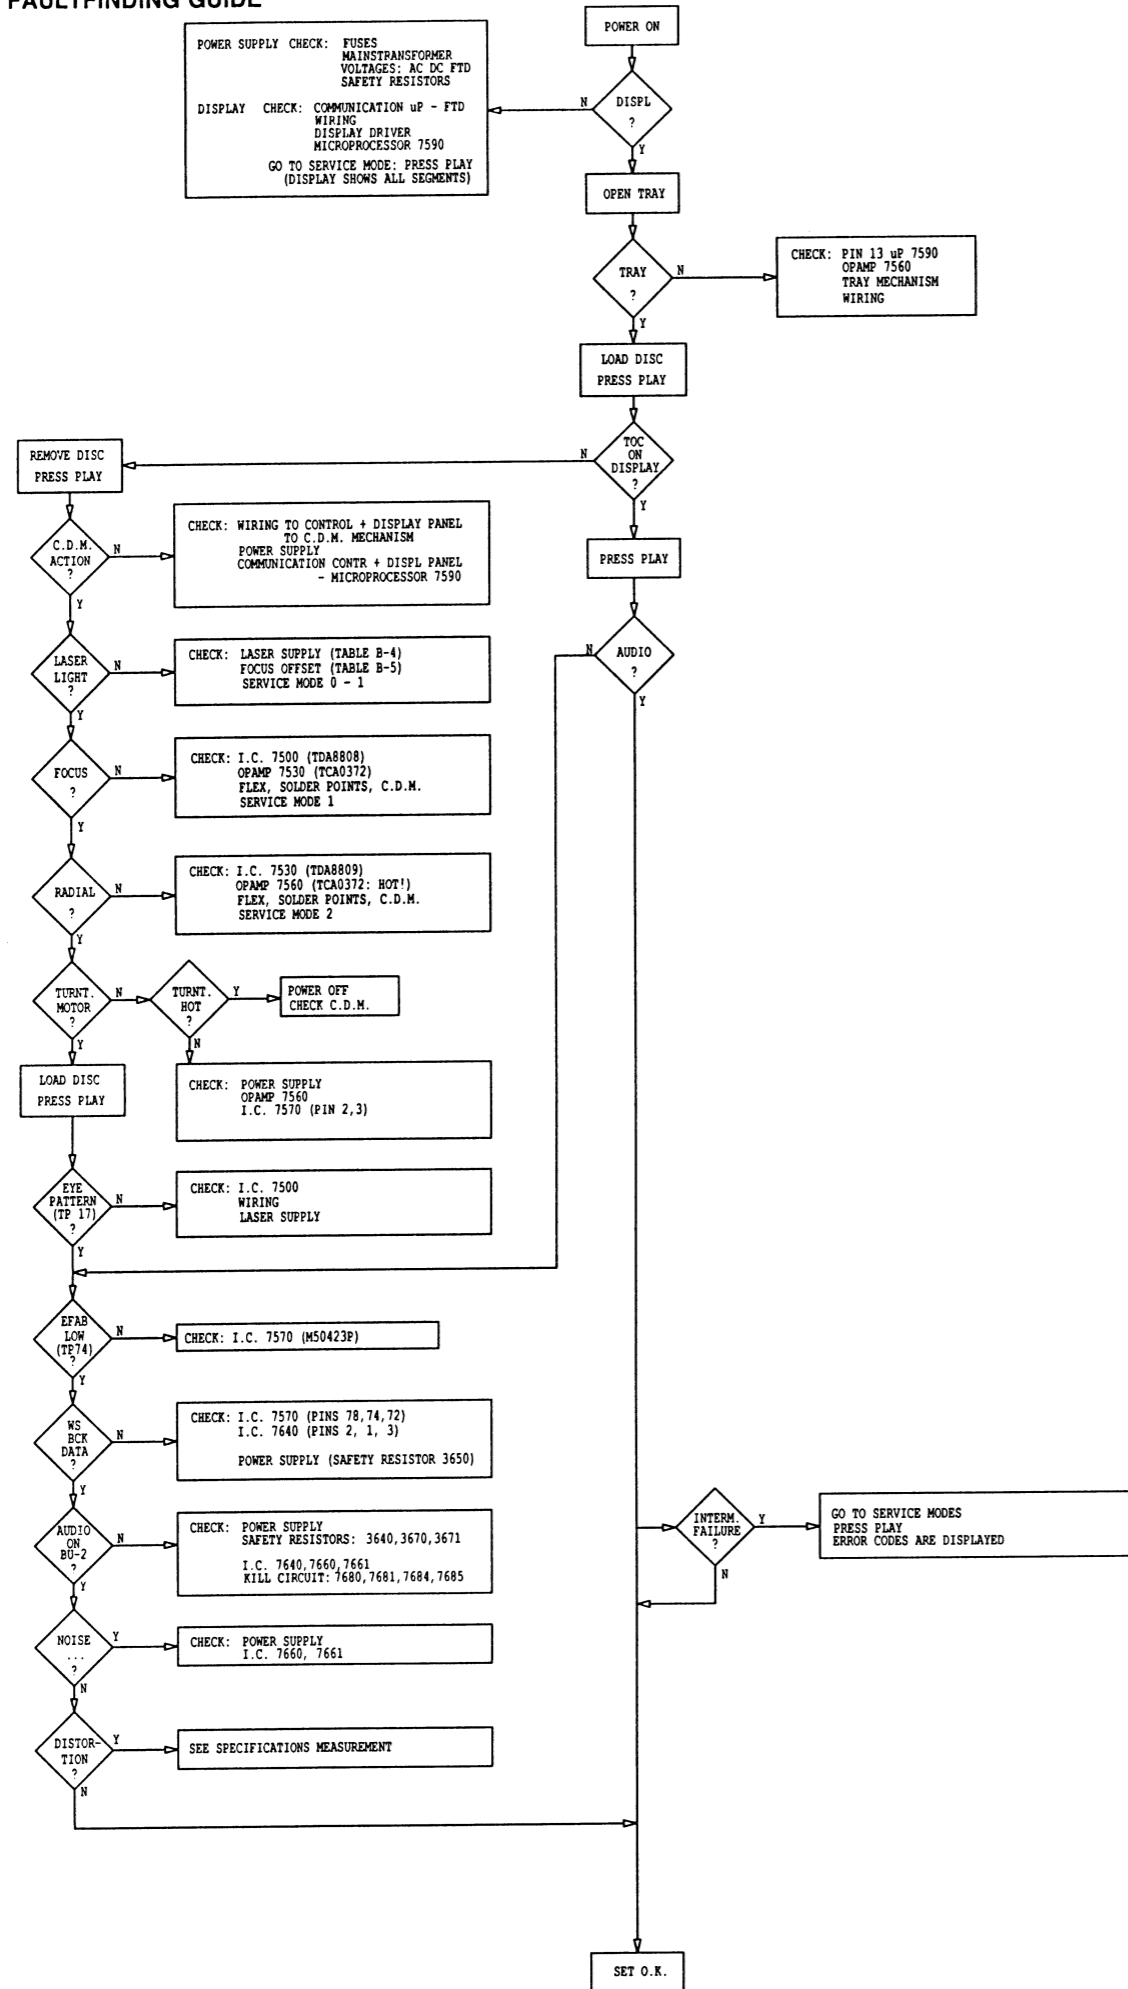 FAULTFINDING GUIDE
POWER ON
POWER SUPPLY CHECK: FUSES
MAINSTRANSFORMER
VOLTAGES: AC DC FTD
SAFETY RESISTORS
DISPLAY CHECK: COMMUNICATION uP - FTD
WIRING
DISPLAY DRIVER
MICROPROCESSOR 7590
GO TO SERVICE MODE: PRESS PLAY
(DISPLAY SHOWS ALL SEGMENTS)
N
DISPL
?
Y
OPEN TRAY
TRAY
?
N
Y
CHECK: PIN 13 uP 7590
OPAMP 7560
TRAY MECHANISM
WIRING
LOAD DISC
PRESS PLAY
TOC
ON
DISPLAY
?
N
Y
REMOVE DISC
PRESS PLAY
C.D.M.
ACTION
?
N
Y
CHECK: WIRING TO CONTROL + DISPLAY PANEL
TO C.D.M. MECHANISM
POWER SUPPLY
COMMUNICATION CONTR + DISPL PANEL
- MICROPROCESSOR 7590
PRESS PLAY
N
AUDIO
?
Y
LASER
LIGHT
?
N
Y
CHECK: LASER SUPPLY (TABLE B-4)
FOCUS OFFSET (TABLE B-5)
SERVICE MODE 0 - 1
FOCUS
?
N
Y
CHECK: I.C. 7500 (TDA8808)
OPAMP 7530 (TCA0372)
FLEX, SOLDER POINTS, C.D.M.
SERVICE MODE 1
RADIAL
?
N
Y
CHECK: I.C. 7530 (TDA8809)
OPAMP 7560 (TCA0372: HOT!)
FLEX, SOLDER POINTS, C.D.M.
SERVICE MODE 2
TURNT.
MOTOR
?
N
Y
TURNT.
HOT
?
Y
N
POWER OFF
CHECK C.D.M.
LOAD DISC
PRESS PLAY
CHECK: POWER SUPPLY
OPAMP 7560
I.C. 7570 (PIN 2,3)
EYE
PATTERN
(TP 17)
?
N
Y
CHECK: I.C. 7500
WIRING
LASER SUPPLY
EFAB
LOW
(TP74)
?
N
Y
CHECK: I.C. 7570 (M50423P)
WS
BCK
DATA
?
N
Y
CHECK: I.C. 7570 (PINS 78,74,72)
I.C. 7640 (PINS 2, 1, 3)
POWER SUPPLY (SAFETY RESISTOR 3650)
AUDIO
ON
BU-2
?
N
Y
CHECK: POWER SUPPLY
SAFETY RESISTORS: 3640,3670,3671
I.C. 7640,7660,7661
KILL CIRCUIT: 7680,7681,7684,7685
INTERM.
FAILURE
?
Y
N
GO TO SERVICE MODES
PRESS PLAY
ERROR CODES ARE DISPLAYED
NOISE
...
?
Y
N
CHECK: POWER SUPPLY
I.C. 7660, 7661
DISTOR-
TION
?
Y
N
SEE SPECIFICATIONS MEASUREMENT
SET O.K.